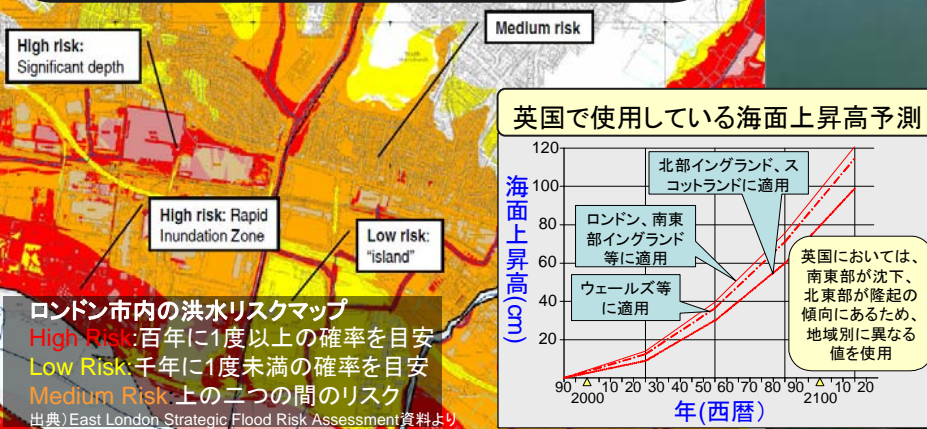 High risk:
Significant depth
Medium risk
High risk: Rapid
Inundation Zone
Low risk:
“island”
ロンドン市内の洪水リスクマップ
High Risk:百年に1度以上の確率を目安
Low Risk:千年に1度未満の確率を目安
Medium Risk:上の二つの間のリスク
出典)East London Strategic Flood Risk Assessment資料より
英国で使用している海面上昇高予測
海面上昇高(cm)
120
100
80
60
40
20
北部イングランド、ス
コットランドに適用
ロンドン、南東
部イングランド
等に適用
ウェールズ等
に適用
英国においては、
南東部が沈下、
北東部が隆起の
傾向にあるため、
地域別に異なる
値を使用
90 10 20 30 40 50 60 70 80 90 10 20
2000 2100
年(西暦)